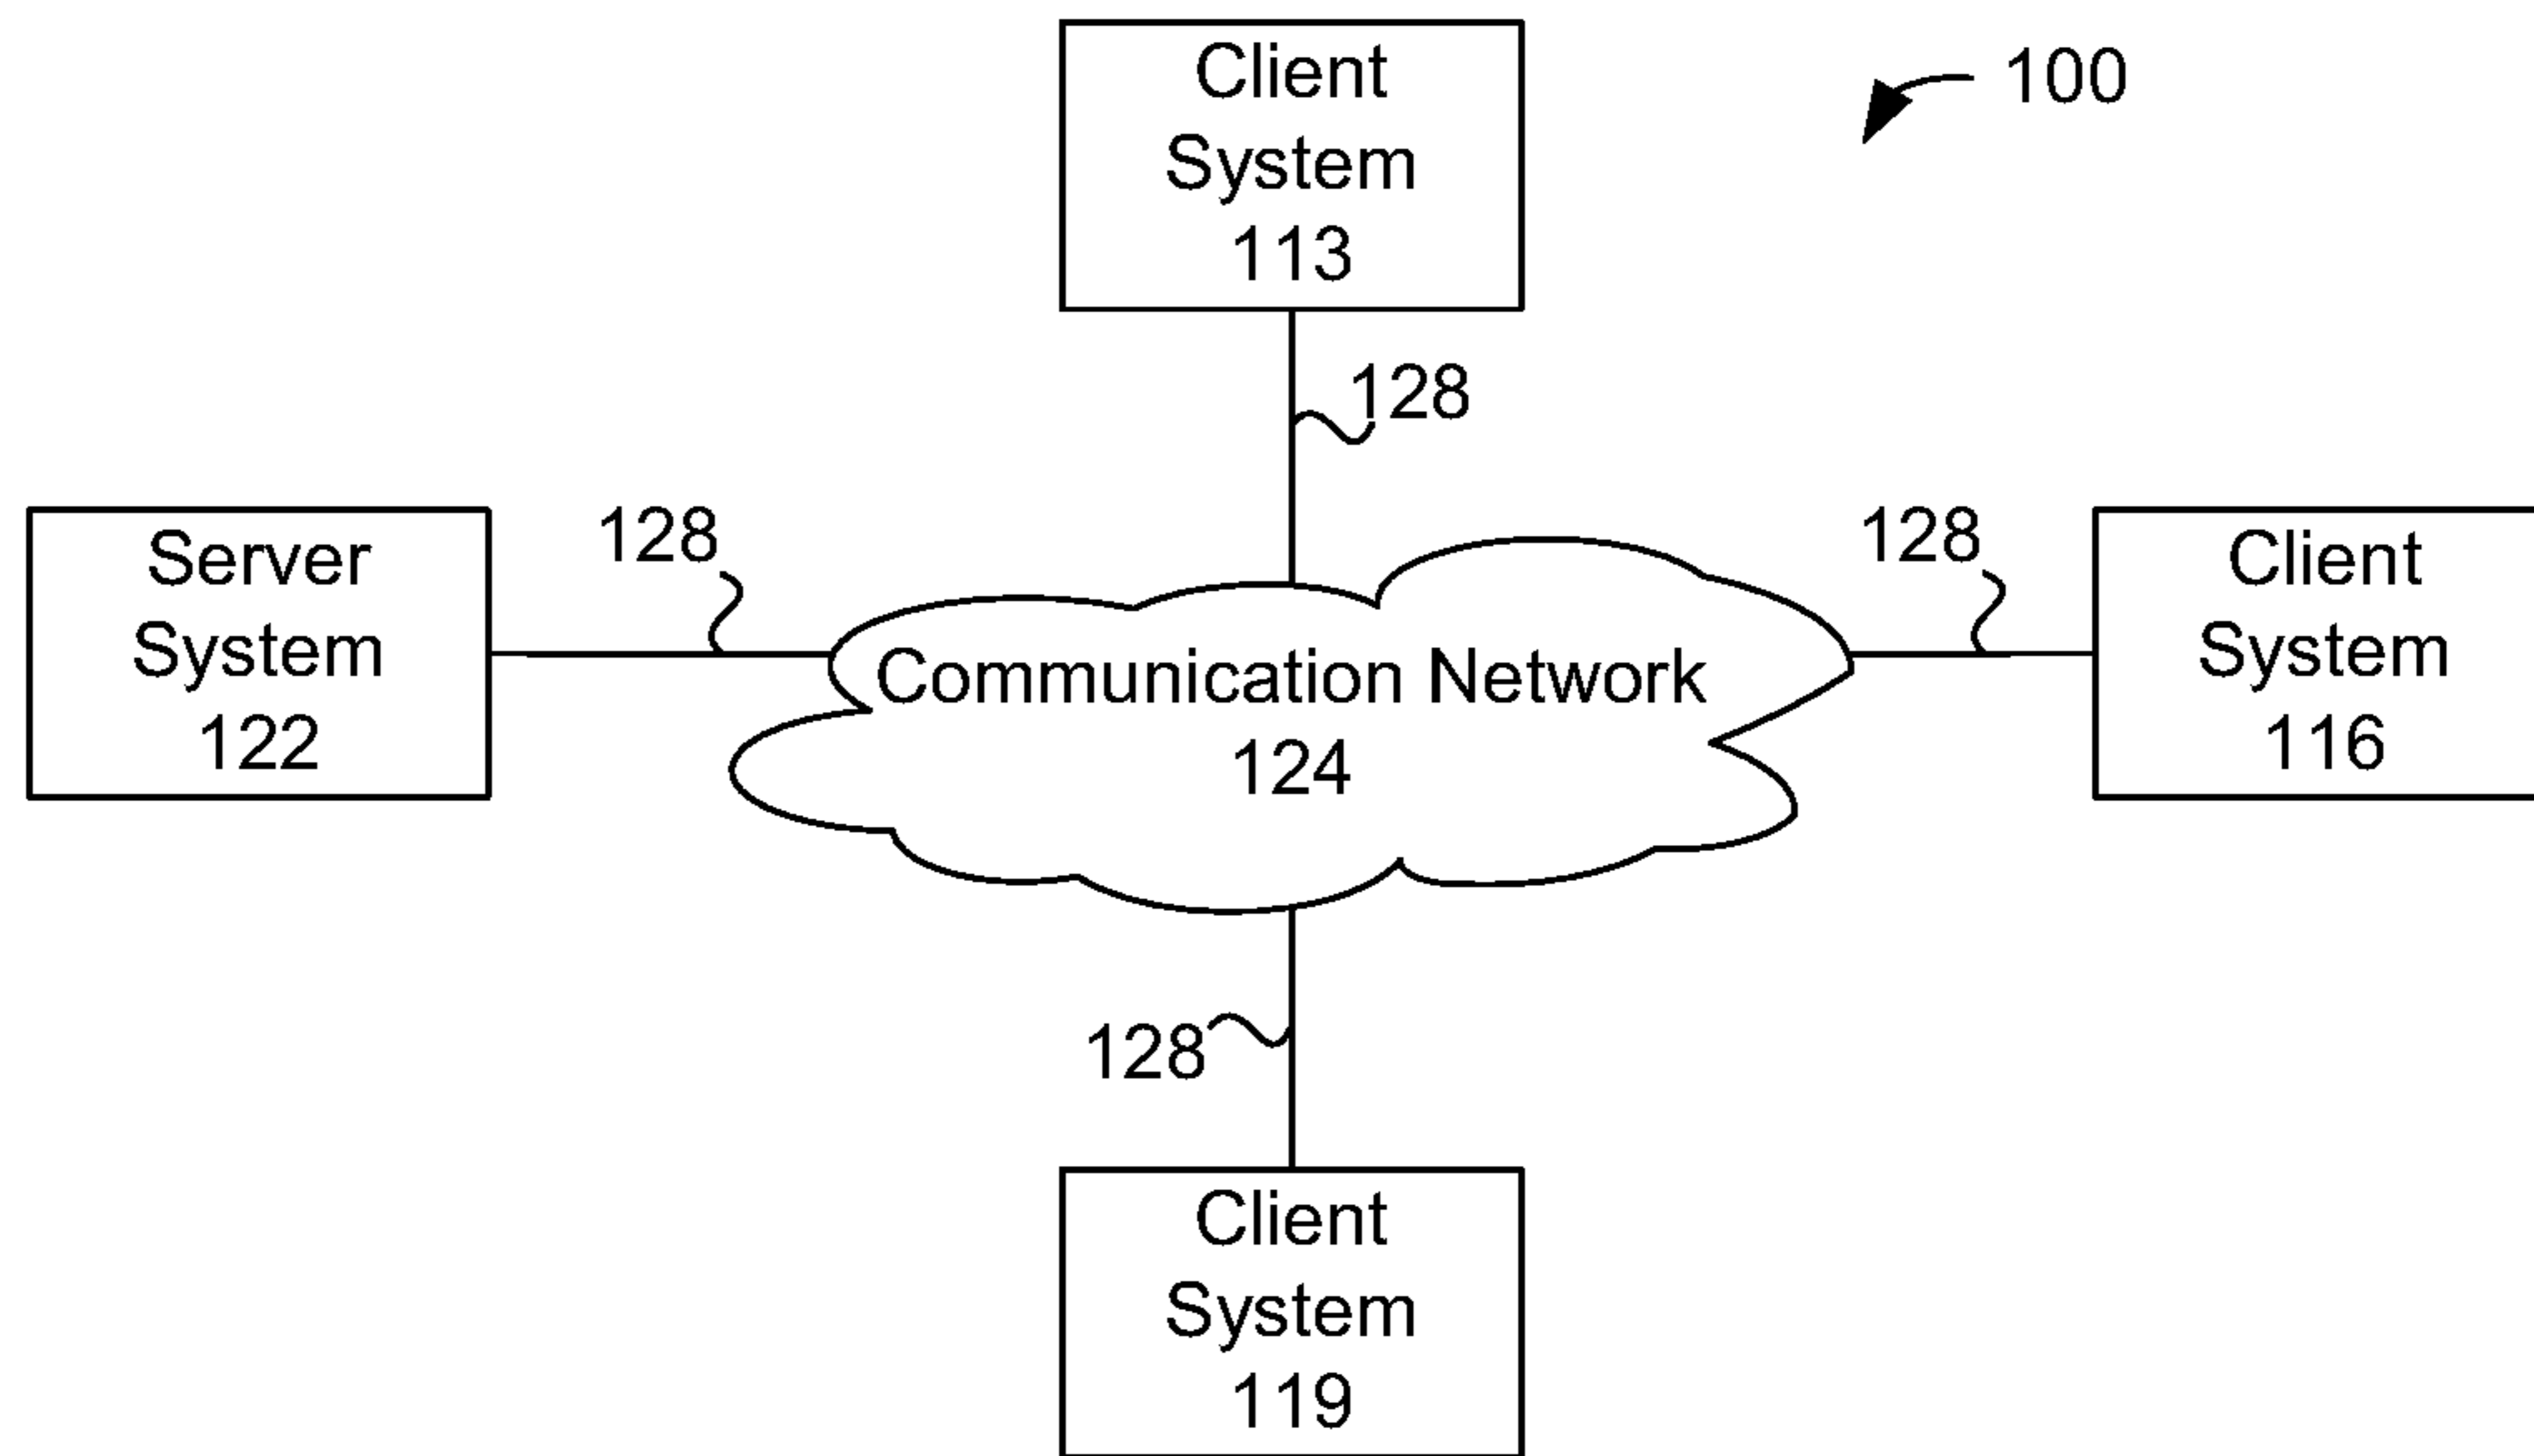 Client
System
113
100
128
Server
System
122
128
Communication Network
124
128
Client
System
116
128
Client
System
119